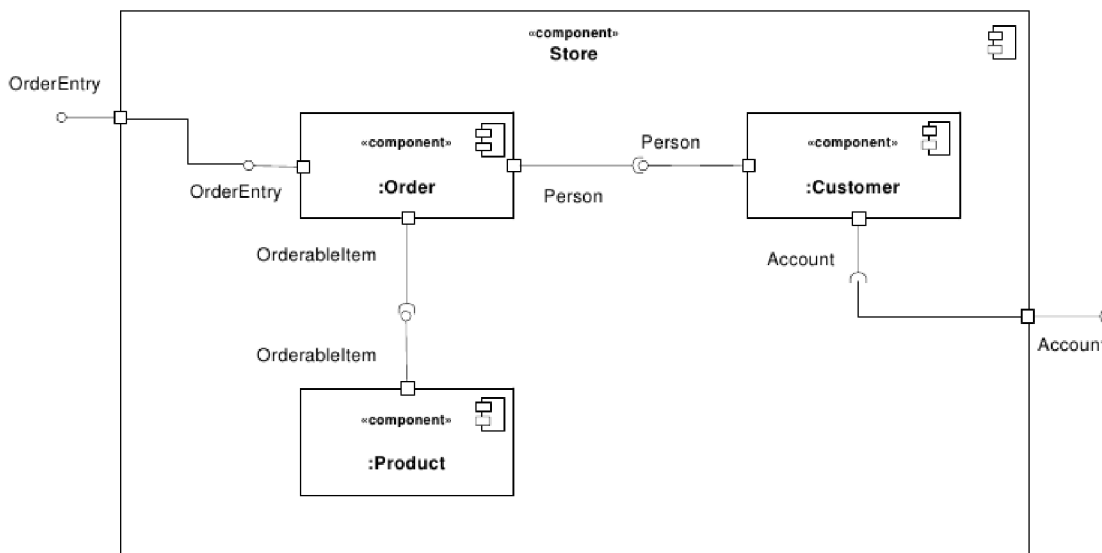 «component»
Store
OrderEntry
«component»
:Order
OrderEntry
Person
Person
«component»
:Customer
OrderableItem
Account
OrderableItem
Account
«component»
:Product